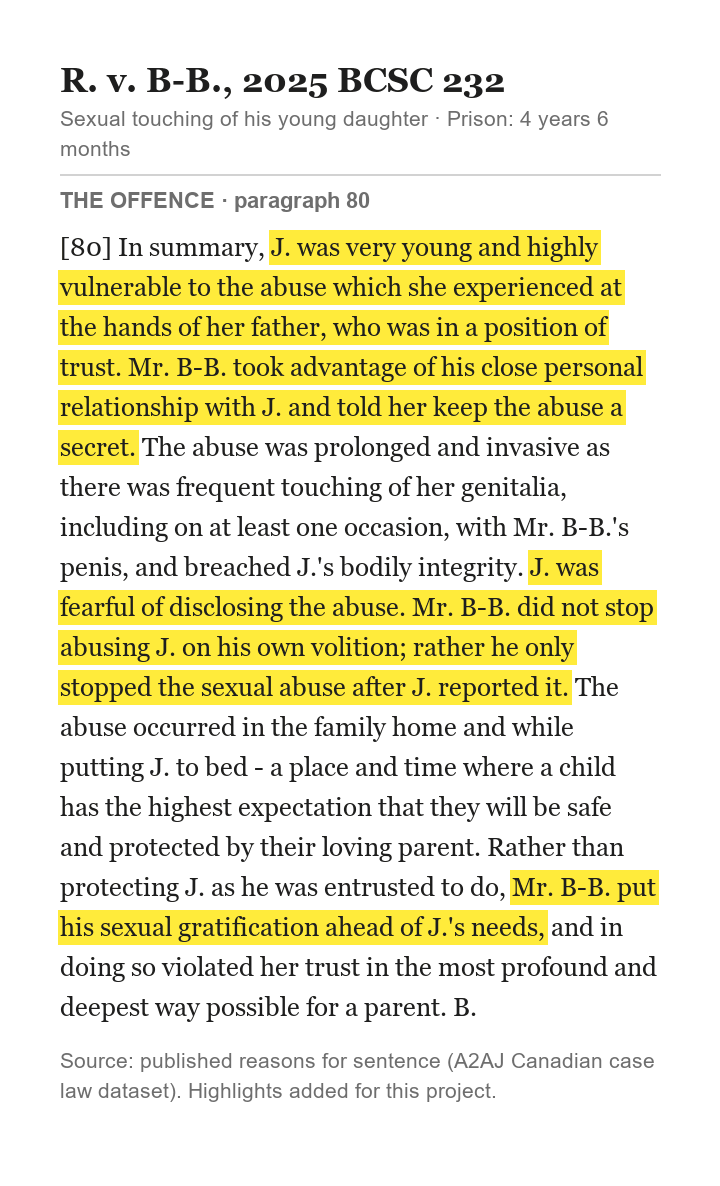 R. v. B-B., 2025 BCSC 232
Sexual touching of his young daughter · Prison: 4 years 6
months
THE OFFENCE · paragraph 80
[80] In summary, J. was very young and highly
vulnerable to the abuse which she experienced at
the hands of her father, who was in a position of
trust. Mr. B-B. took advantage of his close personal
relationship with J. and told her keep the abuse a
secret. The abuse was prolonged and invasive as
there was frequent touching of her genitalia,
including on at least one occasion, with Mr. B-B.'s
penis, and breached J.'s bodily integrity. J. was
fearful of disclosing the abuse. Mr. B-B. did not stop
abusing J. on his own volition; rather he only
stopped the sexual abuse after J. reported it. The
abuse occurred in the family home and while
putting J. to bed - a place and time where a child
has the highest expectation that they will be safe
and protected by their loving parent. Rather than
protecting J. as he was entrusted to do, Mr. B-B. put
his sexual gratification ahead of J.'s needs, and in
doing so violated her trust in the most profound and
deepest way possible for a parent. B.
Source: published reasons for sentence (A2AJ Canadian case
law dataset). Highlights added for this project.